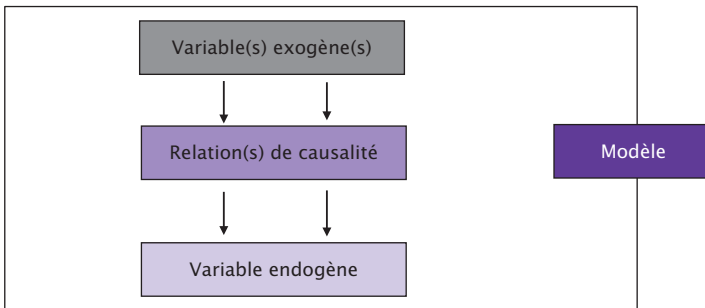 Variable(s) exogène(s)
Relation(s) de causalité
Modèle
Variable endogène